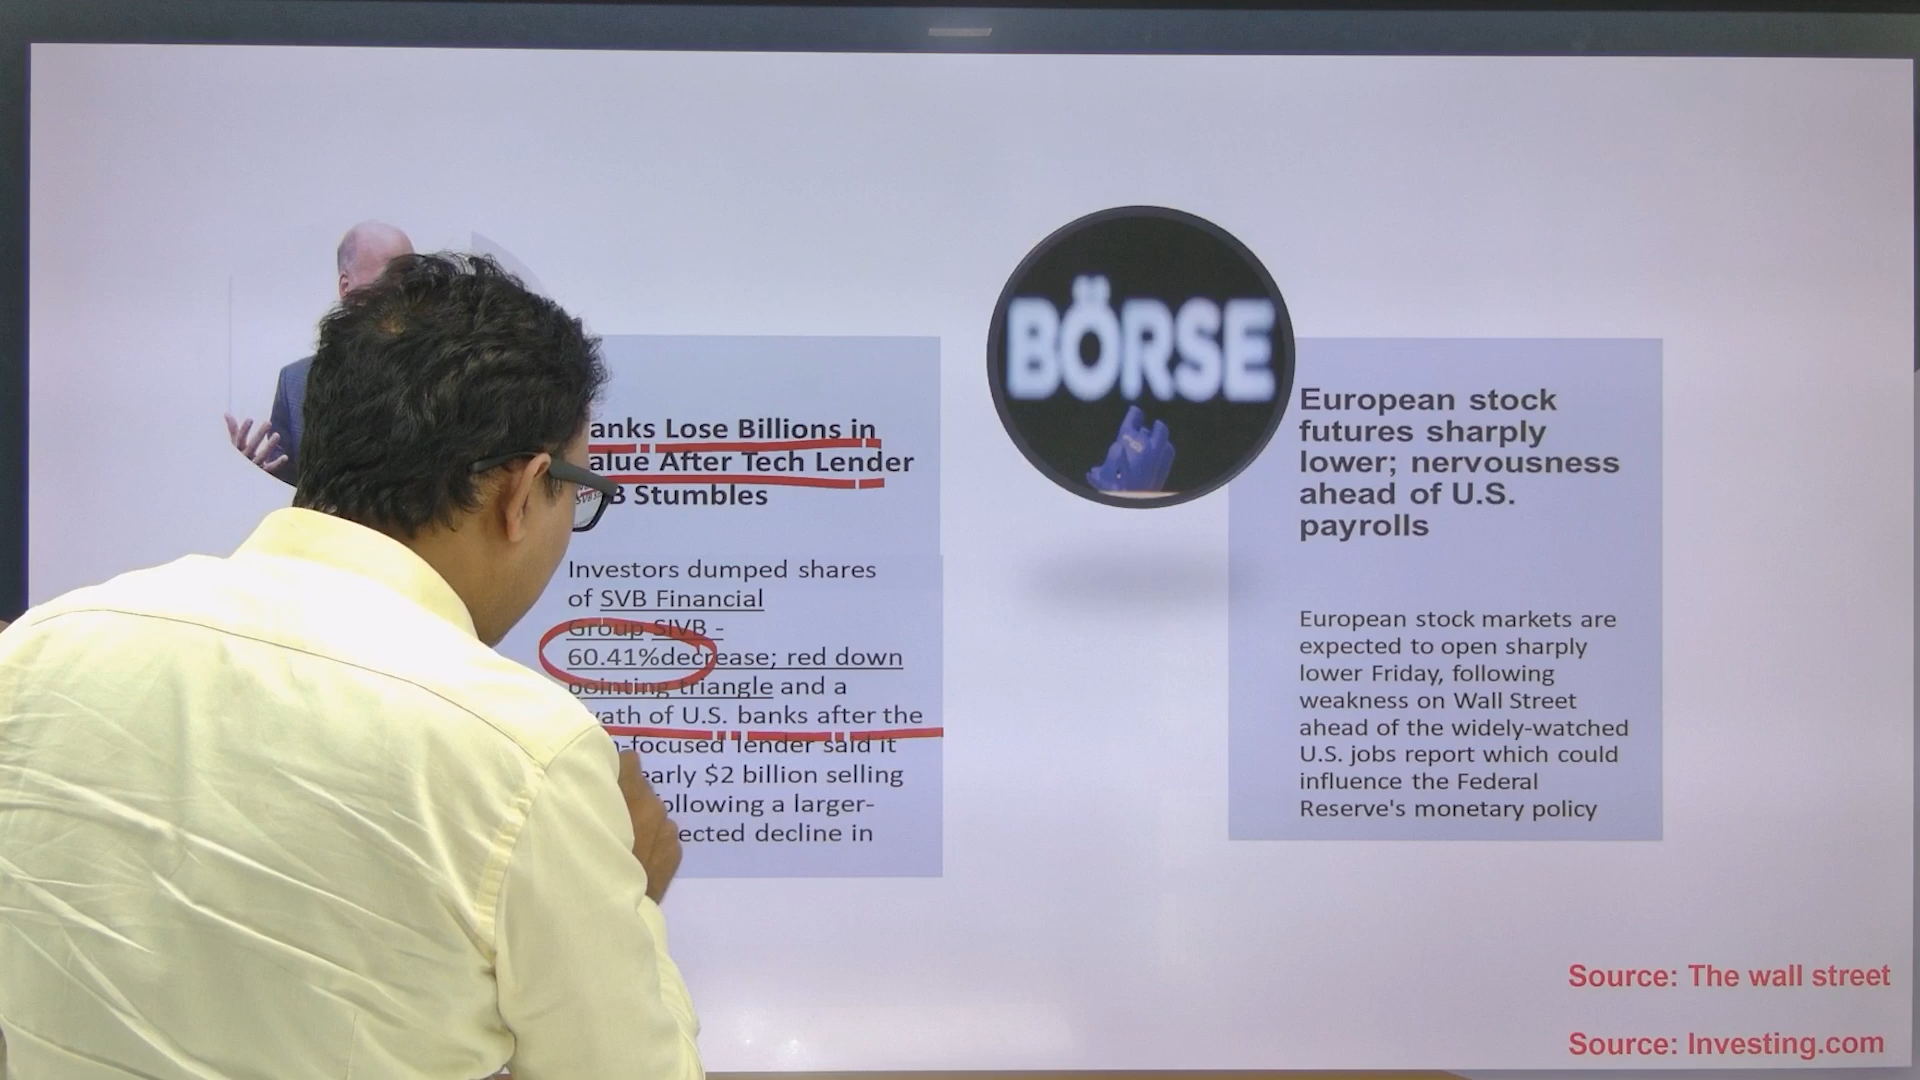 anks Lose Billions in
alue After Tech Lender
B Stumbles
Investors dumped shares
of SVB Financial
Group SIVB -
60.41%decrease; red down
pointing triangle and a
vath of U.S. banks after the
-focused lender said it
early $2 billion selling
ollowing a larger-
ected decline in
BÖRSE
European stock
futures sharply
lower; nervousness
ahead of U.S.
payrolls
European stock markets are
expected to open sharply
lower Friday, following
weakness on Wall Street
ahead of the widely-watched
U.S. jobs report which could
influence the Federal
Reserve's monetary policy
Source: The wall street
Source: Investing.com